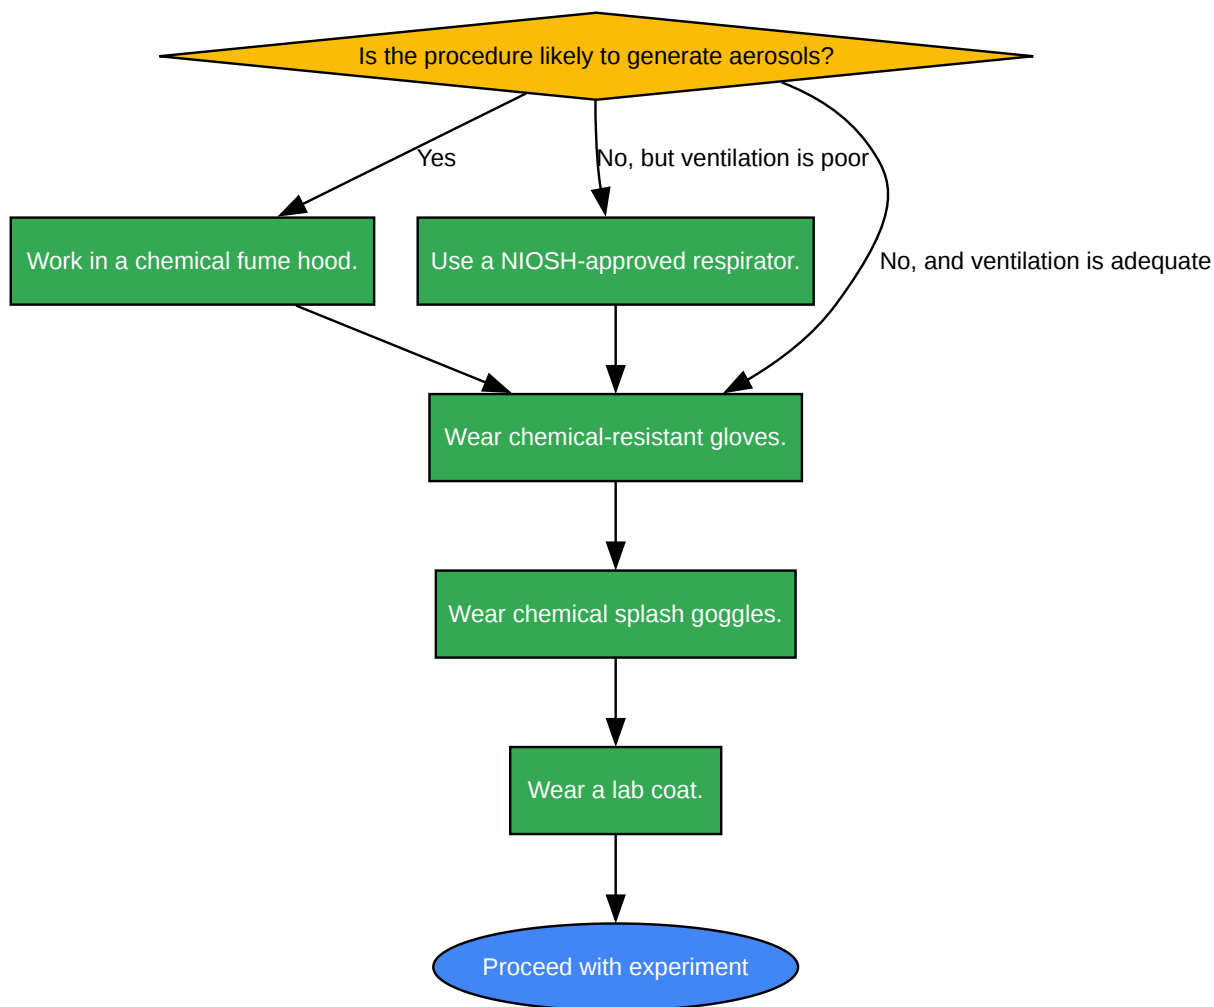 Is the procedure likely to generate aerosols?
Yes
No, but ventilation is poor
Work in a chemical fume hood.
Use a NIOSH-approved respirator.
No, and ventilation is adequate
Wear chemical-resistant gloves.
Wear chemical splash goggles.
Wear a lab coat.
Proceed with experiment